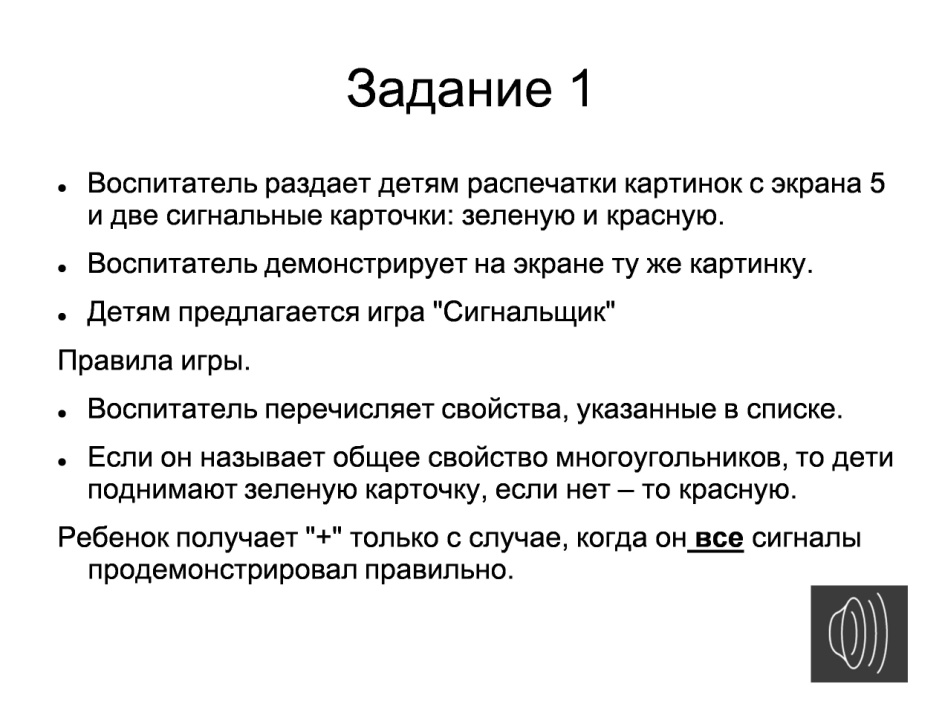 Задание 1
• Воспитатель раздает детям распечатки картинок с экрана 5
и две сигнальные карточки: зеленую и красную.
• Воспитатель демонстрирует на экране ту же картинку.
• Детям предлагается игра "Сигнальщик"
Правила игры.
• Воспитатель перечисляет свойства, указанные в списке.
• Если он называет общее свойство многоугольников, то дети
поднимают зеленую карточку, если нет – то красную.
Ребенок получает "+" только с случае, когда он все сигналы
продемонстрировал правильно.